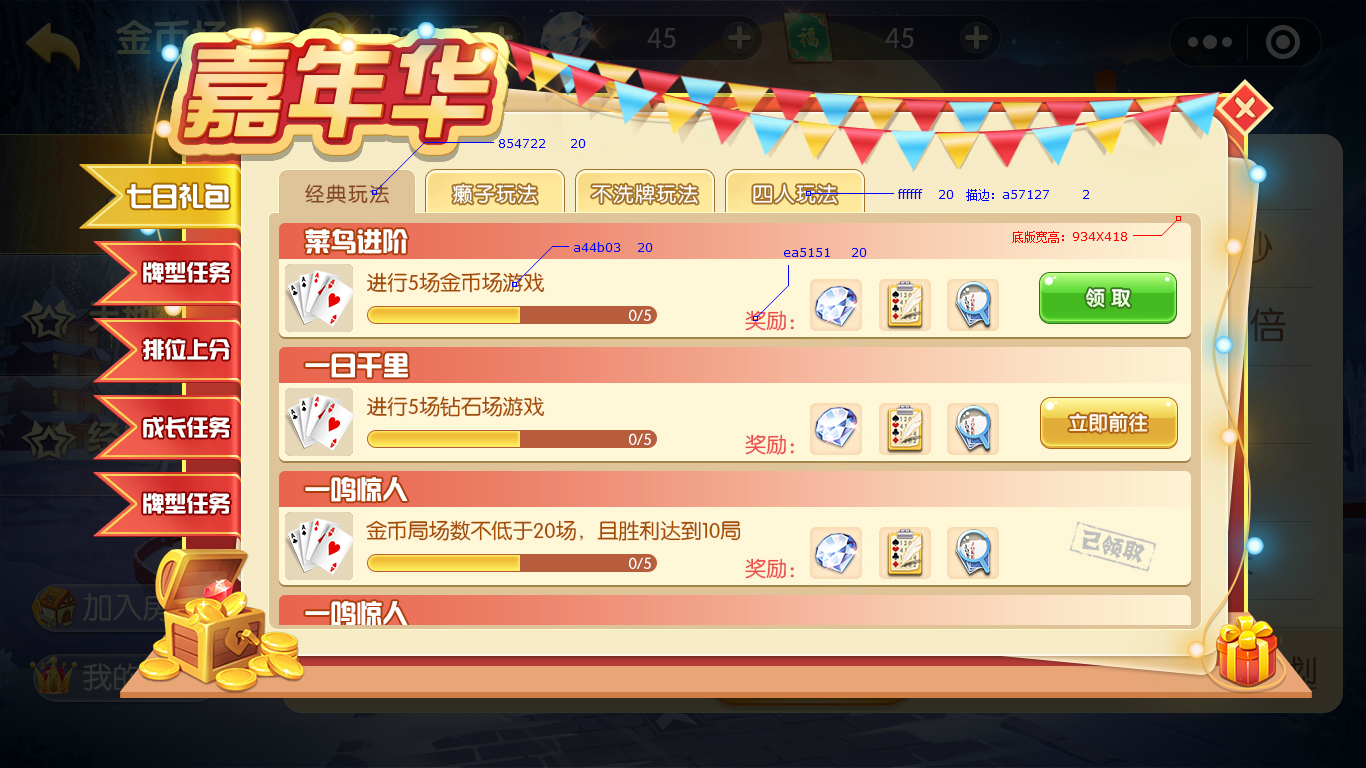 金币场
45
45
福
嘉年华
854722 20
七日礼包
经典玩法
癞子玩法
不洗牌玩法
四人玩法
ffffff 20 描边：a57127 2
牌型任务
排位上分
成长任务
牌型任务
菜鸟进阶
a44b03 20
ea5151 20
底版宽高：934X418
进行5场金币场游戏
0/5
奖励：
领取
一日千里
进行5场钻石场游戏
0/5
奖励：
立即前往
一鸣惊人
金币局场数不低于20场，且胜利达到10局
0/5
奖励：
已领取
一鸣惊人
倍
加入房
我的
划